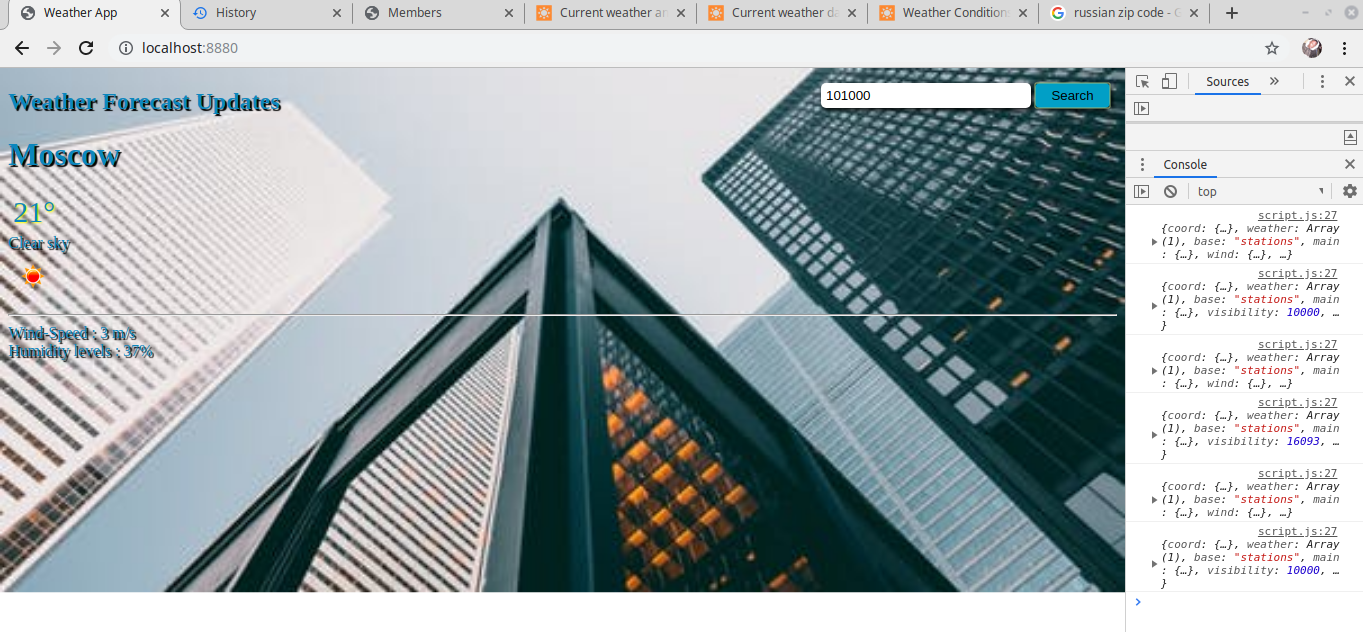 Weather App
History
Members
Current weather an
Current weather da
Weather Conditions
russian zip code - G
localhost:8880
Weather Forecast Updates
101000
Search
Moscow
21°
Clear sky
Wind-Speed : 3 m/s
Humidity levels : 37%
Sources
Console
top
script.js:27
{coord: {…}, weather: Array
(1), base: "stations", main
: {…}, wind: {…}, …}
script.js:27
{coord: {…}, weather: Array
(1), base: "stations", main
: {…}, visibility: 10000, …
}
script.js:27
{coord: {…}, weather: Array
(1), base: "stations", main
: {…}, wind: {…}, …}
script.js:27
{coord: {…}, weather: Array
(1), base: "stations", main
: {…}, visibility: 16093, …
}
script.js:27
{coord: {…}, weather: Array
(1), base: "stations", main
: {…}, wind: {…}, …}
script.js:27
{coord: {…}, weather: Array
(1), base: "stations", main
: {…}, visibility: 10000, …
}